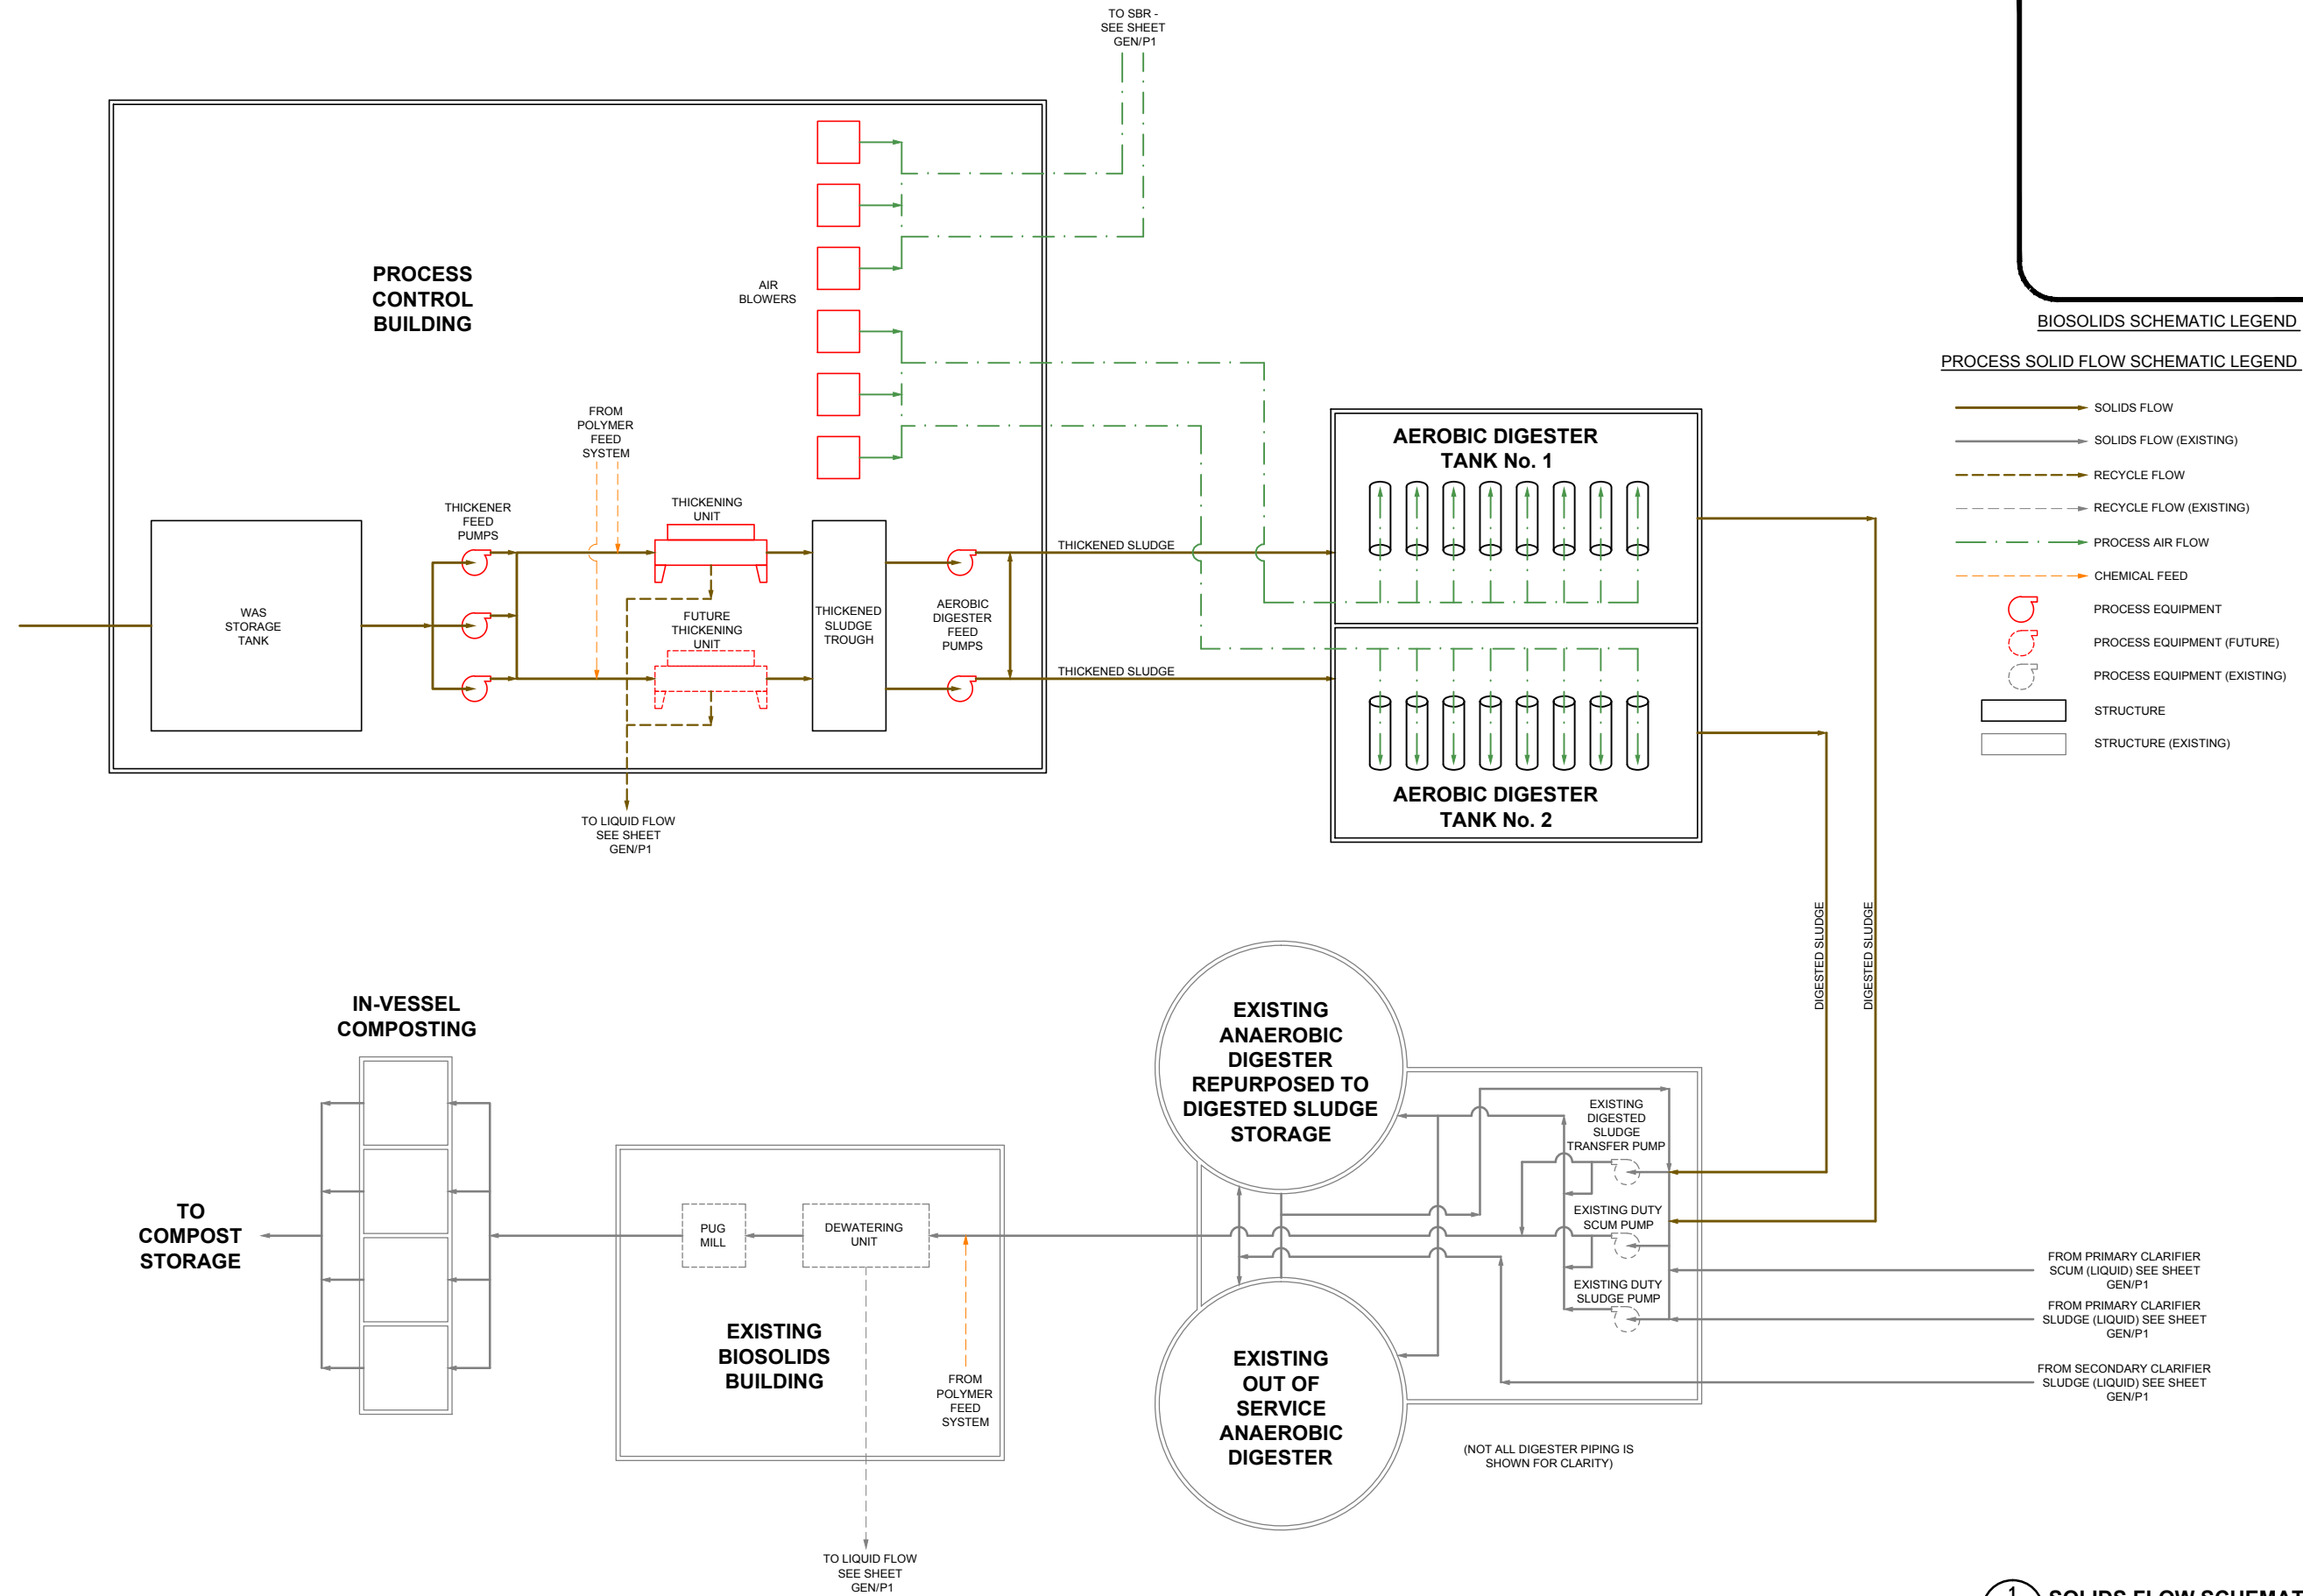 TO SBR -
SEE SHEET
GEN/P1
PROCESS
CONTROL
BUILDING
AIR
BLOWERS
FROM
POLYMER
FEED
SYSTEM
THICKENER
FEED
PUMPS
THICKENING
UNIT
WAS
STORAGE
TANK
FUTURE
THICKENING
UNIT
THICKENED
SLUDGE
TROUGH
AEROBIC
DIGESTER
FEED
PUMPS
THICKENED SLUDGE
THICKENED SLUDGE
TO LIQUID FLOW
SEE SHEET
GEN/P1
AEROBIC DIGESTER
TANK No. 1
AEROBIC DIGESTER
TANK No. 2
BIOSOLIDS SCHEMATIC LEGEND
PROCESS SOLID FLOW SCHEMATIC LEGEND
SOLIDS FLOW
SOLIDS FLOW (EXISTING)
RECYCLE FLOW
RECYCLE FLOW (EXISTING)
PROCESS AIR FLOW
CHEMICAL FEED
PROCESS EQUIPMENT
PROCESS EQUIPMENT (FUTURE)
PROCESS EQUIPMENT (EXISTING)
STRUCTURE
STRUCTURE (EXISTING)
DIGESTED SLUDGE
DIGESTED SLUDGE
IN-VESSEL
COMPOSTING
TO
COMPOST
STORAGE
PUG
MILL
DEWATERING
UNIT
EXISTING
BIOSOLIDS
BUILDING
FROM
POLYMER
FEED
SYSTEM
TO LIQUID FLOW
SEE SHEET
GEN/P1
EXISTING
ANAEROBIC
DIGESTER
REPURPOSED TO
DIGESTED SLUDGE
STORAGE
EXISTING
OUT OF
SERVICE
ANAEROBIC
DIGESTER
EXISTING
DIGESTED
SLUDGE
TRANSFER PUMP
EXISTING DUTY
SCUM PUMP
EXISTING DUTY
SLUDGE PUMP
FROM PRIMARY CLARIFIER
SCUM (LIQUID) SEE SHEET
GEN/P1
FROM PRIMARY CLARIFIER
SLUDGE (LIQUID) SEE SHEET
GEN/P1
FROM SECONDARY CLARIFIER
SLUDGE (LIQUID) SEE SHEET
GEN/P1
(NOT ALL DIGESTER PIPING IS
SHOWN FOR CLARITY)
1
SOLIDS FLOW SCHEMAT